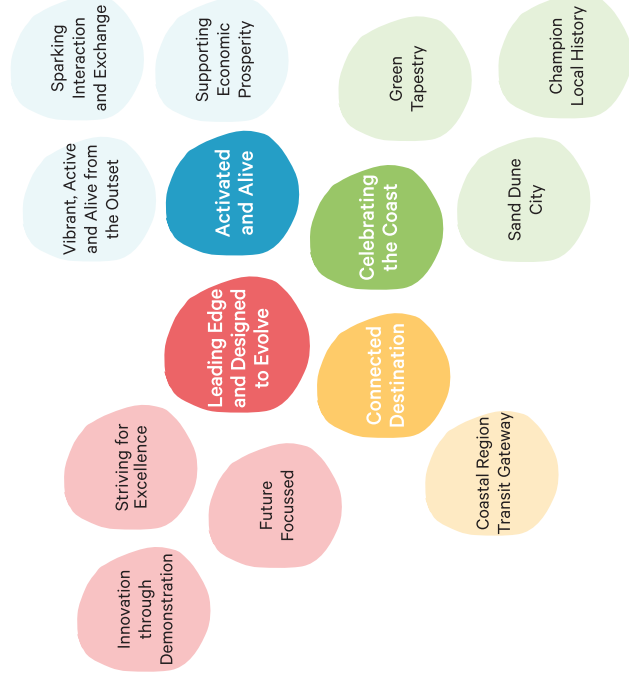 Innovation
through
Demonstration
Striving for
Excellence
Future
Focussed
Leading Edge
and Designed
to Evolve
Vibrant, Active
and Alive from
the Outset
Sparking
Interaction
and Exchange
Supporting
Economic
Prosperity
Activated
and Alive
Celebrating
the Coast
Green
Tapestry
Sand Dune
City
Champion
Local History
Connected
Destination
Coastal Region
Transit Gateway